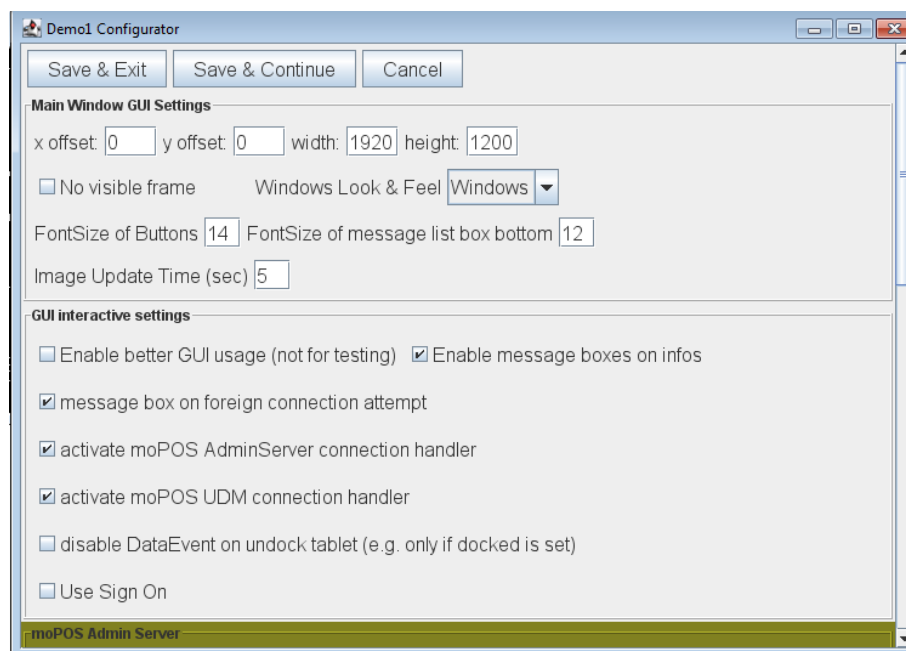 Demo1 Configurator
Save & Exit Save & Continue Cancel
Main Window GUI Settings
x offset: 0 y offset: 0 width: 1920 height: 1200
No visible frame Windows Look & Feel Windows
FontSize of Buttons 14 FontSize of message list box bottom 12
Image Update Time (sec) 5
GUI interactive settings
Enable better GUI usage (not for testing) Enable message boxes on infos
message box on foreign connection attempt
activate moPOS AdminServer connection handler
activate moPOS UDM connection handler
disable DataEvent on undock tablet (e.g. only if docked is set)
Use Sign On
moPOS Admin Server